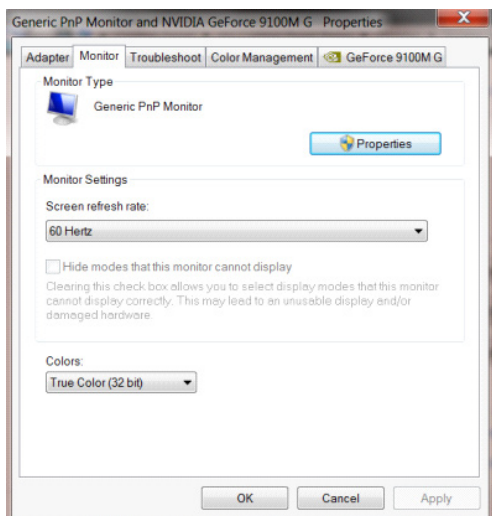 Generic PnP Monitor and NVIDIA GeForce 9100M G Properties
Adapter Monitor Troubleshoot Color Management GeForce 9100M G
Monitor Type
Generic PnP Monitor
Properties
Monitor Settings
Screen refresh rate:
60 Hertz
Hide modes that this monitor cannot display
Clearing this check box allows you to select display modes that this monitor
cannot display correctly. This may lead to an unusable display and/or
damaged hardware.
Colors:
True Color (32 bit)
OK Cancel Apply